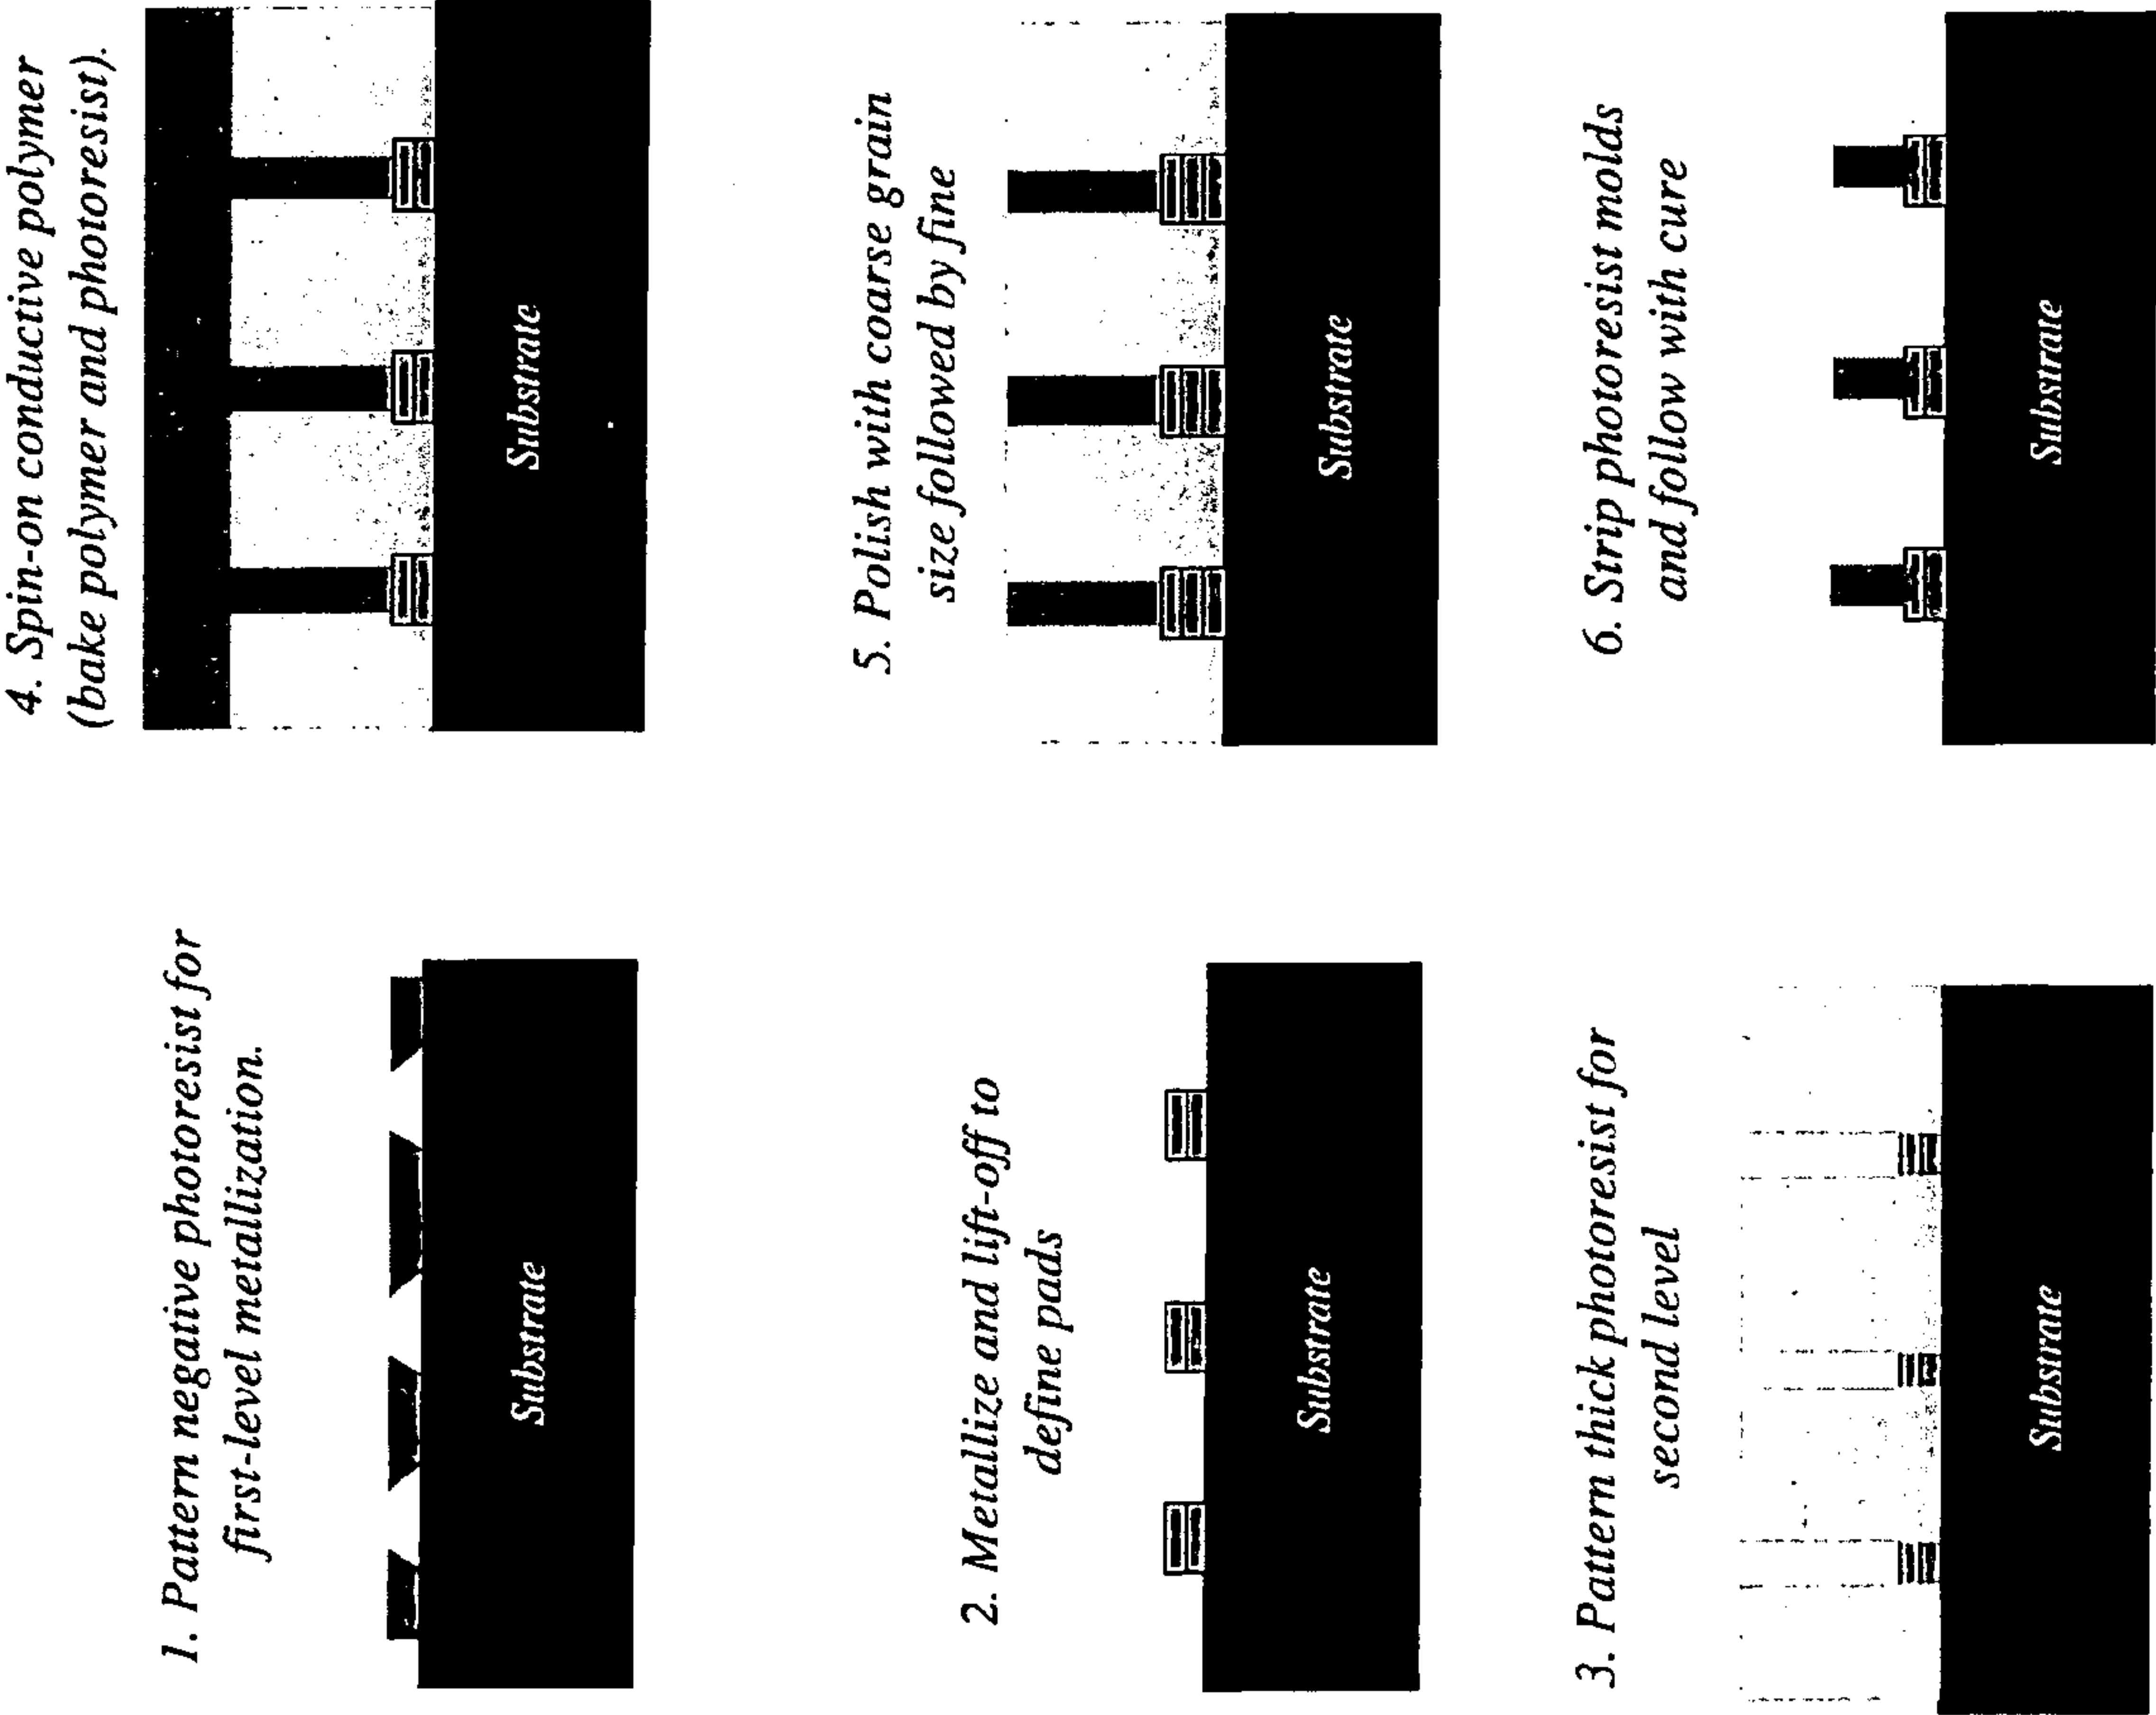 1. Pattern negative photoresist for
first-level metallization.
Substrate
2. Metallize and lift-off to
define pads
Substrate
3. Pattern thick photoresist for
second level
Substrate
4. Spin-on conductive polymer
(bake polymer and photoresist).
Substrate
5. Polish with coarse grain
size followed by fine
Substrate
6. Strip photoresist molds
and follow with cure
Substrate